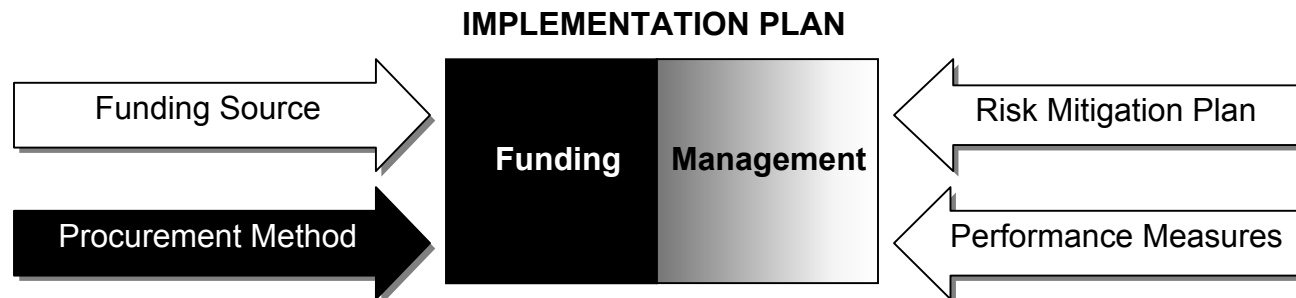 IMPLEMENTATION PLAN
Funding Source
Procurement Method
Funding
Management
Risk Mitigation Plan
Performance Measures